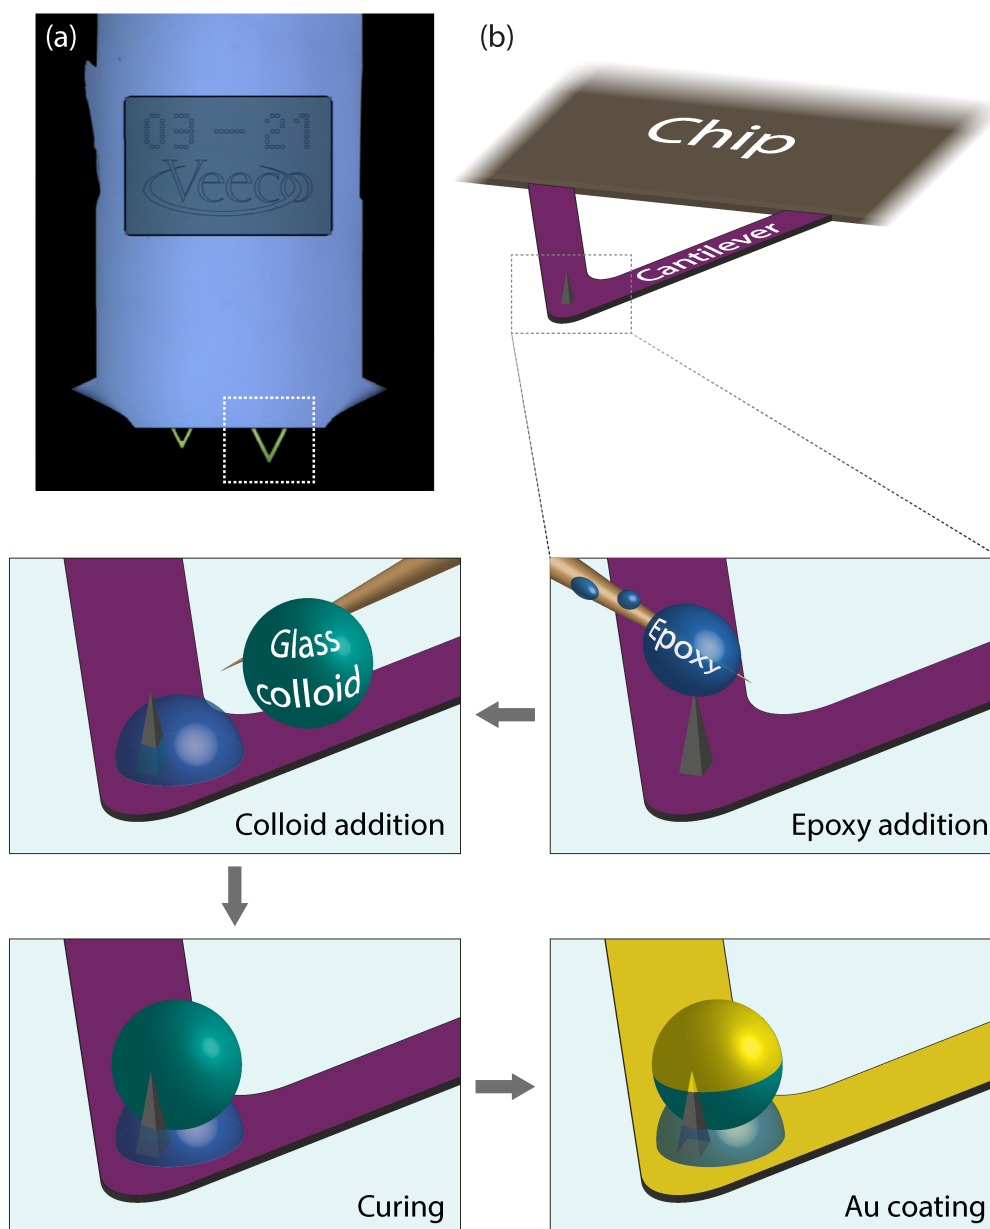 (a)
03-21
Veeco
(b)
Chip
Cantilever
Glass
colloid
Colloid addition
Epoxy
Epoxy addition
Curing
Au coating